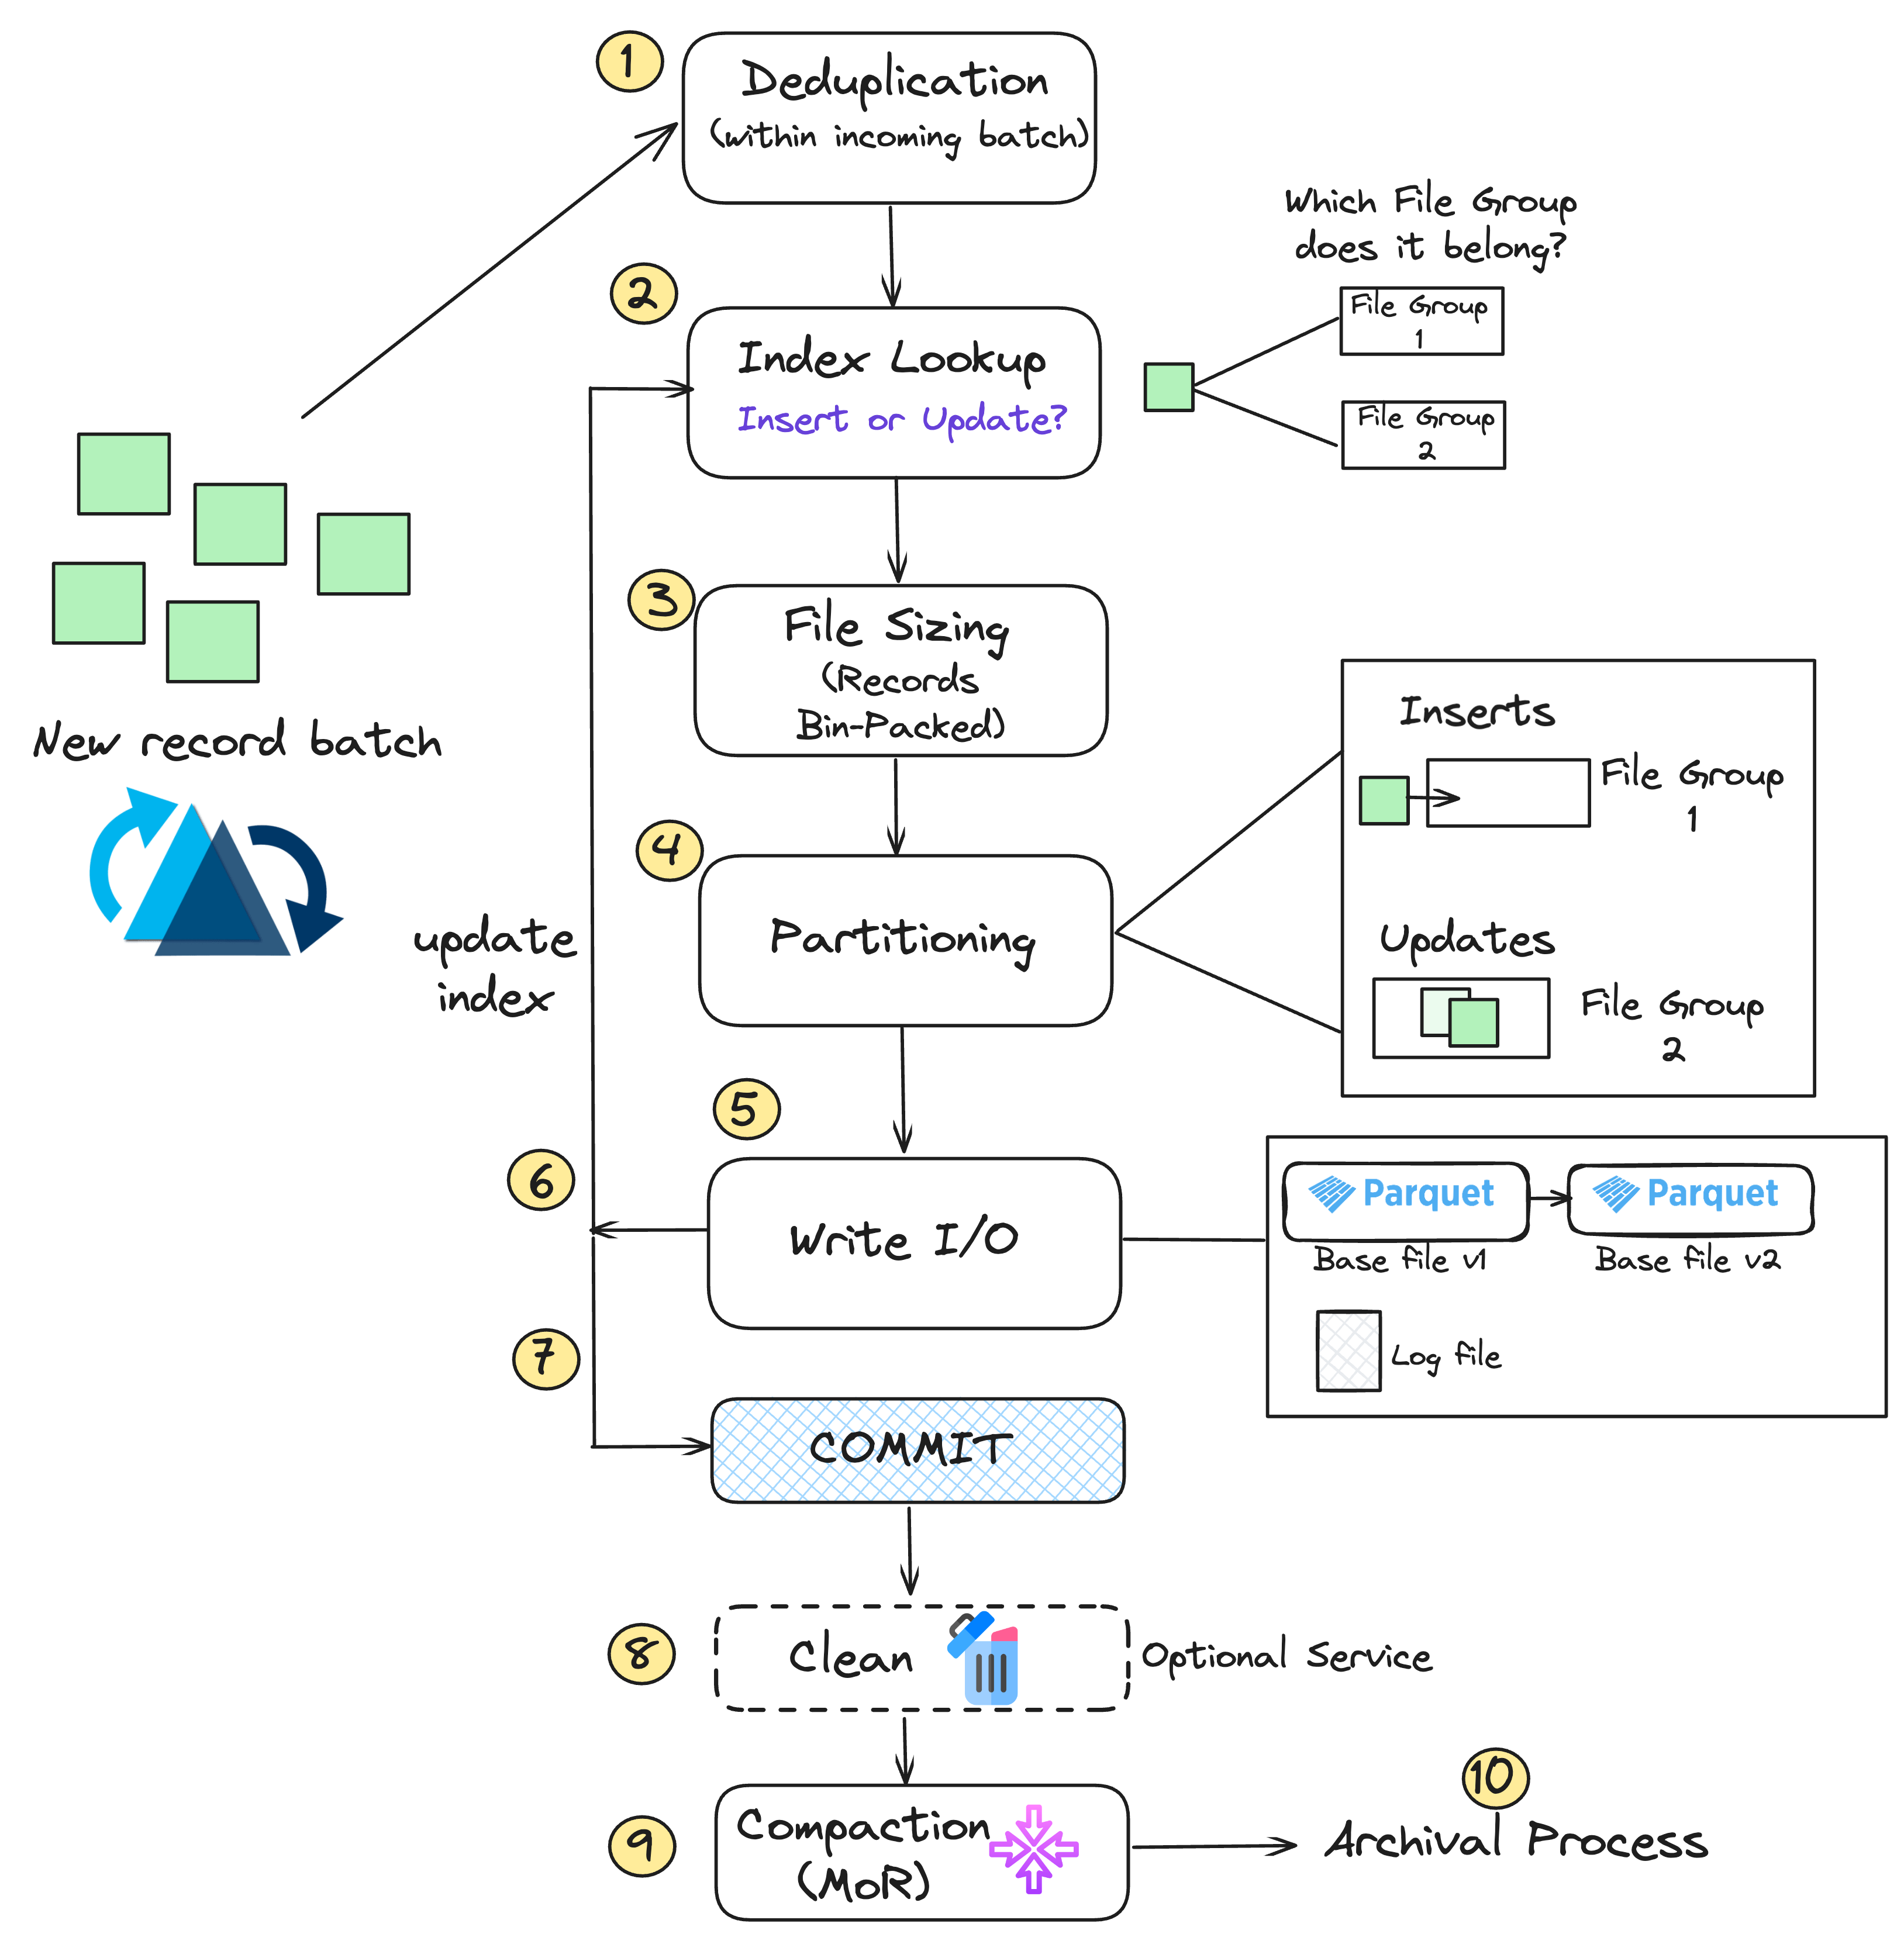 1
Deduplication
(within incoming batch)
Which File Group
does it belong?
2
Index Lookup
Insert or Update?
File Group
1
File Group
2
3
File Sizing
(Records
Bin-Packed)
New record batch
Inserts
File Group
1
4
Partitioning
update
index
Updates
File Group
2
5
6
Write I/O
Parquet
Parquet
Base file v1
Base file v2
Log file
7
COMMIT
8
Clean
Optional Service
9
Compaction
(MoR)
10
Archival Process